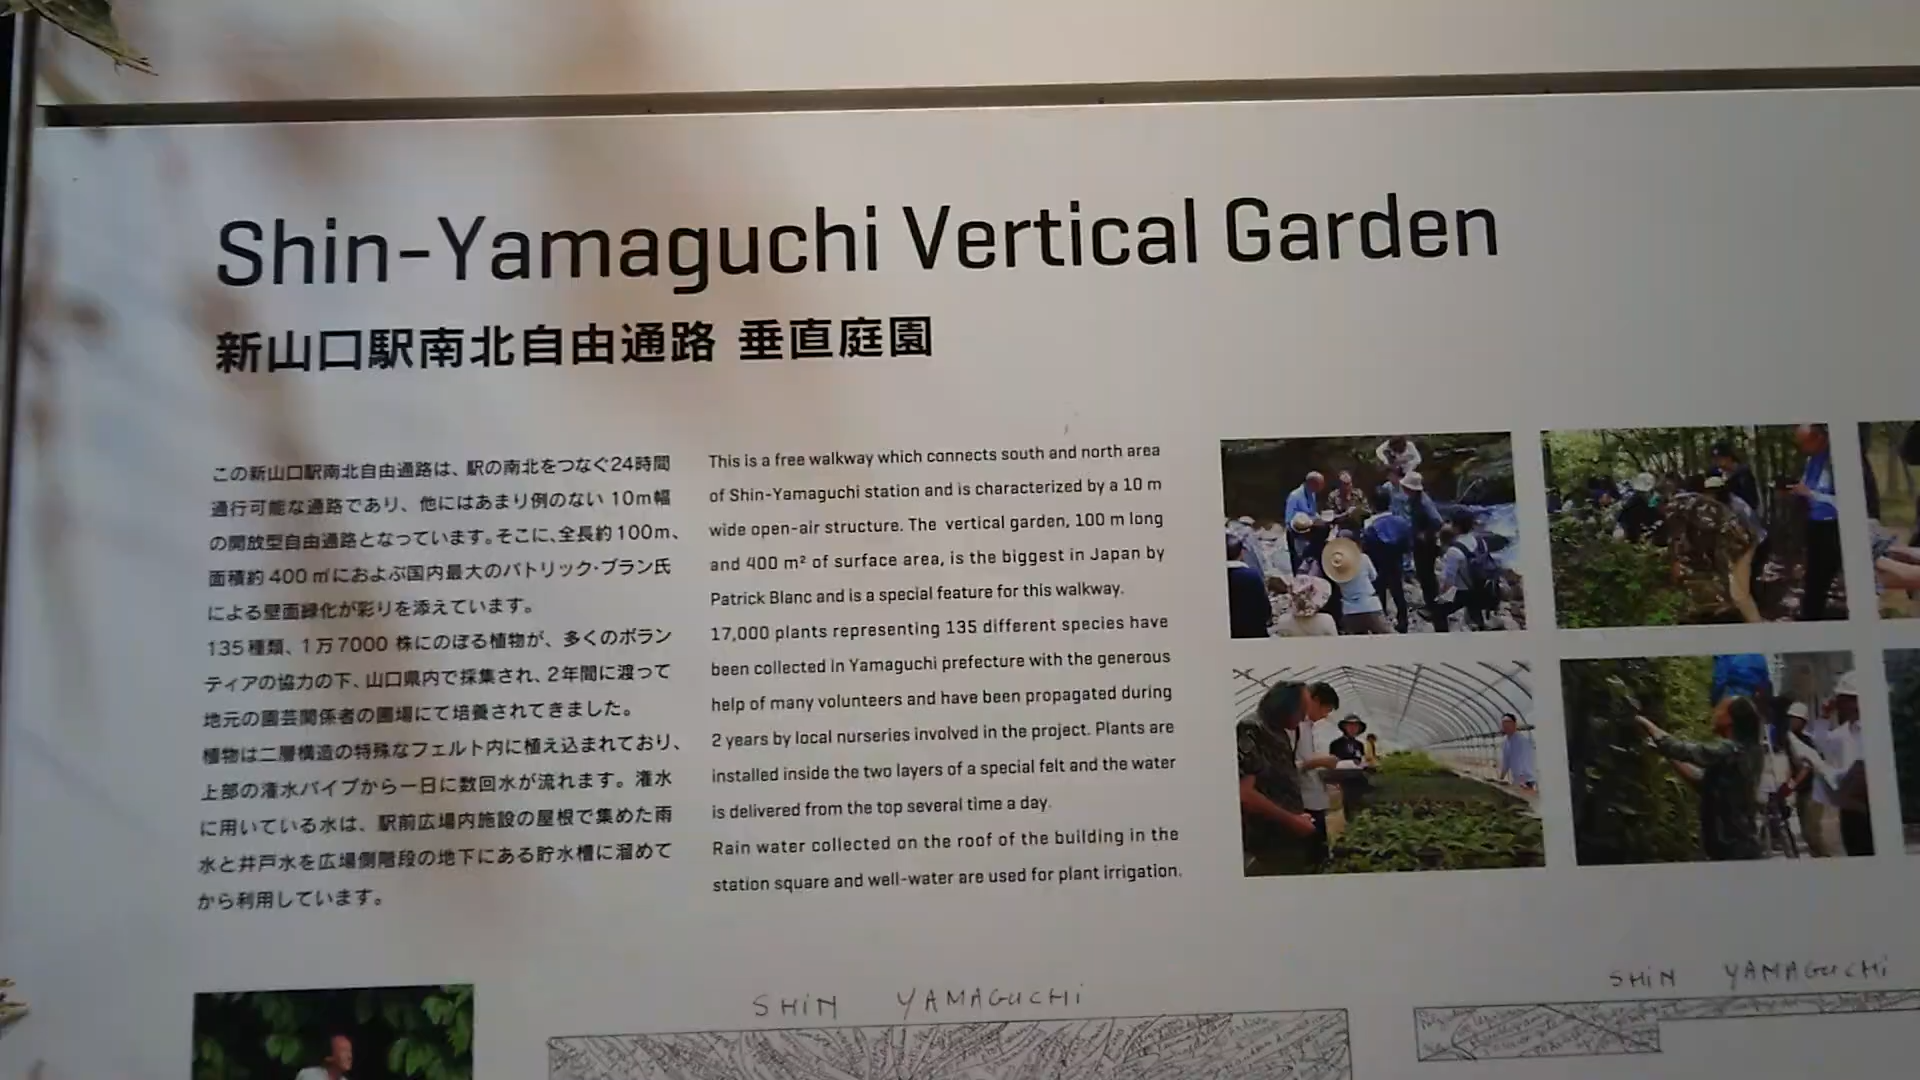 Shin-Yamaguchi Vertical Garden
新山口駅南北自由通路 垂直庭園
この新山口駅南北自由通路は、駅の南北をつなぐ24時間
通行可能な通路であり、他にはあまり例のない10m幅
の開放型自由通路となっています。そこに、全長約100m、
面積約400㎡におよぶ国内最大のパトリック・ブラン氏
による壁面緑化が彩りを添えています。
135種類、1万7000株にのぼる植物が、多くのボラン
ティアの協力の下、山口県内で採集され、2年間に渡って
地元の園芸関係者の圃場にて培養されてきました。
植物は二層構造の特殊なフェルト内に植え込まれており、
上部の潅水パイプから一日に数回水が流れます。潅水
に用いている水は、駅前広場内施設の屋根で集めた雨
水と井戸水を広場側階段の地下にある貯水槽に溜めて
から利用しています。
This is a free walkway which connects south and north area
of Shin-Yamaguchi station and is characterized by a 10 m
wide open-air structure. The vertical garden, 100 m long
and 400 m² of surface area, is the biggest in Japan by
Patrick Blanc and is a special feature for this walkway.
17,000 plants representing 135 different species have
been collected in Yamaguchi prefecture with the generous
help of many volunteers and have been propagated during
2 years by local nurseries involved in the project. Plants are
installed inside the two layers of a special felt and the water
is delivered from the top several time a day.
Rain water collected on the roof of the building in the
station square and well-water are used for plant irrigation.
SHiN YAMAGUCHi
SHiN YAMAGUCHi